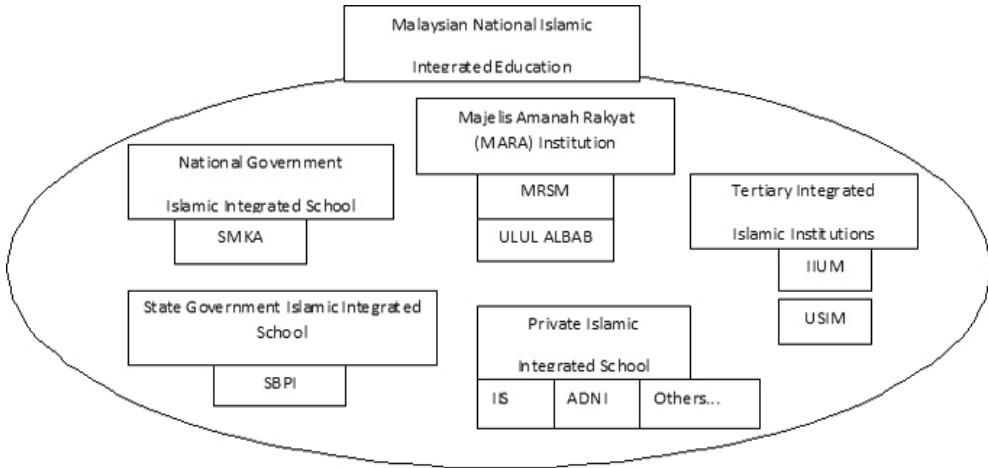 Malaysian National Islamic
Integrated Education
Majelis Amanah Rakyat
(MARA) Institution
MRSM
ULUL ALBAB
National Government
Islamic Integrated School
SMKA
Tertiary Integrated
Islamic Institutions
IIUM
USIM
State Government Islamic Integrated
School
SBPI
Private Islamic
Integrated School
IIS
ADNI
Others...